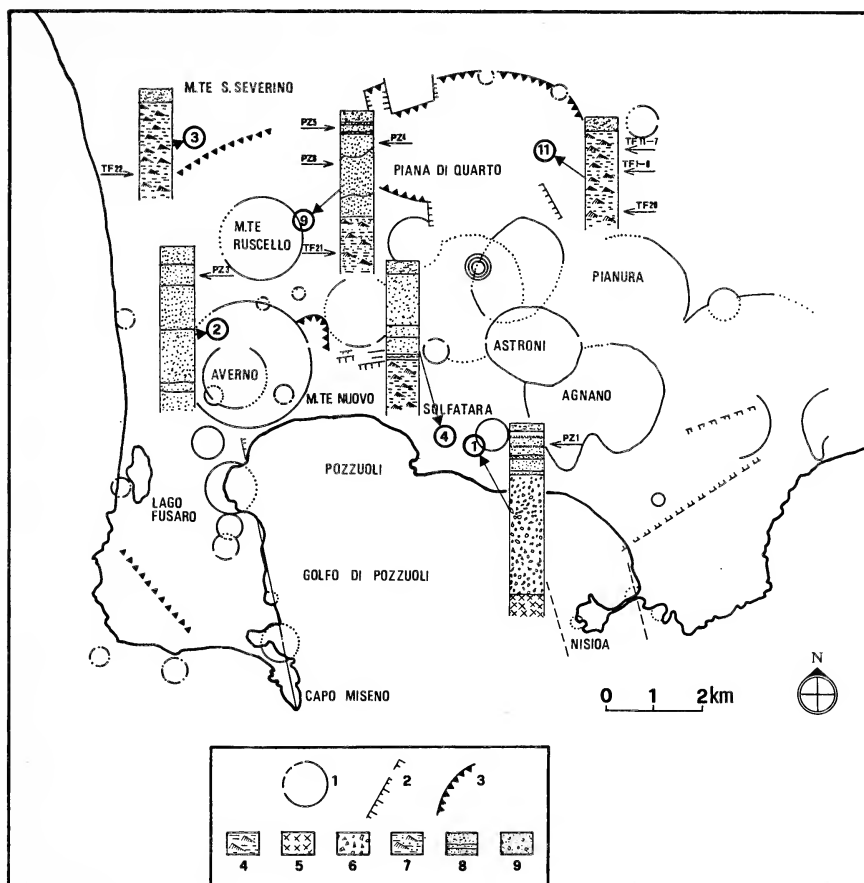 M.TE S.SEVERINO
3
TF22
PZ5
PZ4
PZ8
PIANA DI QUARTO
11
TF11-7
TF1-8
TF20
9
M.TE
RUSCELLO
TF21
PZ3
PIANURA
2
ASTRONI
AVERNO
M.TE NUOVO
AGNANO
SOLFATARA
4
1
PZ1
POZZUOLI
LAGO
FUSARO
GOLFO DI POZZUOLI
NISIDA
CAPO MISENO
N
0 1 2km
1 2 3
4 5 6 7 8 9